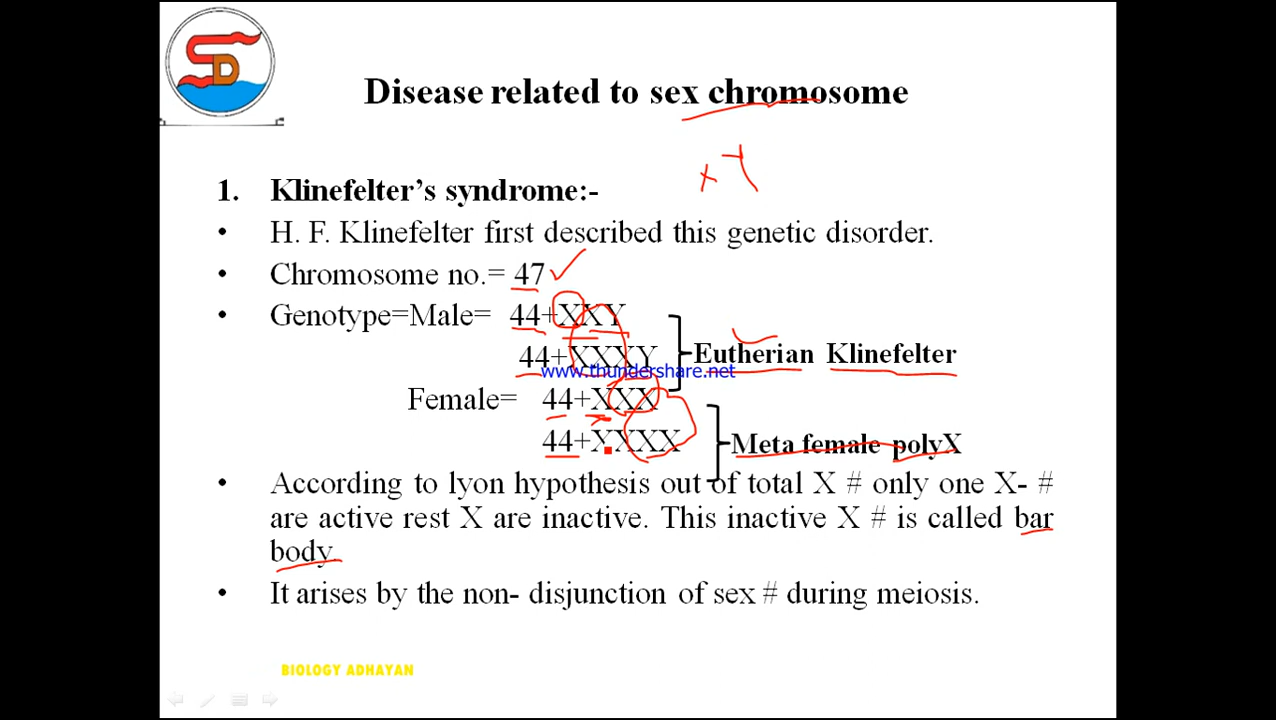 SD
Disease related to sex chromosome
XY
1. Klinefelter's syndrome:-
• H. F. Klinefelter first described this genetic disorder.
• Chromosome no.= 47
• Genotype=Male= 44+XXY
44+XXXY
Eutherian Klinefelter
www.thundershare.net
Female= 44+XXX
44+XXXX
Meta female polyX
• According to lyon hypothesis out of total X # only one X- #
are active rest X are inactive. This inactive X # is called bar
body.
• It arises by the non- disjunction of sex # during meiosis.
BIOLOGY ADHAYAN